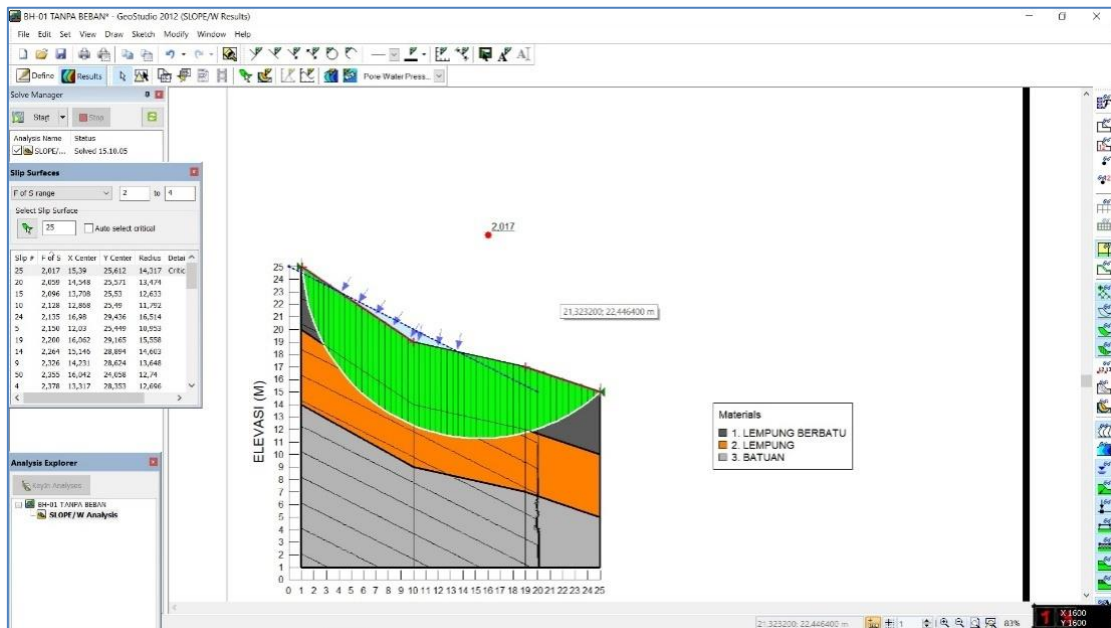 BH-01 TANPA BEBAN* - GeoStudio 2012 (SLOPE/W Results)
File Edit Set View Draw Sketch Modify Window Help
Define Results Pore-Water Press...
Solve Manager
Start Stop
Analysis Name Status
SLOPE/... Solved 15.10.05
Slip Surfaces
F of S range 2 to 4
Select Slip Surface
25 Auto select critical
Slip # F of S X Center Y Center Radius Detai
25 2,017 15,39 25,612 14,317 Critic
20 2,059 14,548 25,571 13,474
15 2,096 13,708 25,53 12,633
10 2,128 12,868 25,49 11,792
24 2,135 16,98 29,436 16,514
5 2,150 12,03 25,449 10,953
19 2,200 16,062 29,165 15,558
14 2,264 15,146 28,894 14,603
9 2,326 14,231 28,624 13,648
50 2,355 16,042 24,058 12,74
4 2,378 13,317 28,353 12,696
Analysis Explorer
KeyIn Analyses
BH-01 TANPA BEBAN
SLOPE/W Analysis
2,017
21,323200; 22,446400 m
ELEVASI (M)
25
24
23
22
21
20
19
18
17
16
15
14
13
12
11
10
9
8
7
6
5
4
3
2
1
0
0 1 2 3 4 5 6 7 8 9 10 11 12 13 14 15 16 17 18 19 20 21 22 23 24 25
Materials
1. LEMPUNG BERBATU
2. LEMPUNG
3. BATUAN
21,323200; 22,446400 m 1 83%
X 1600
Y 1600